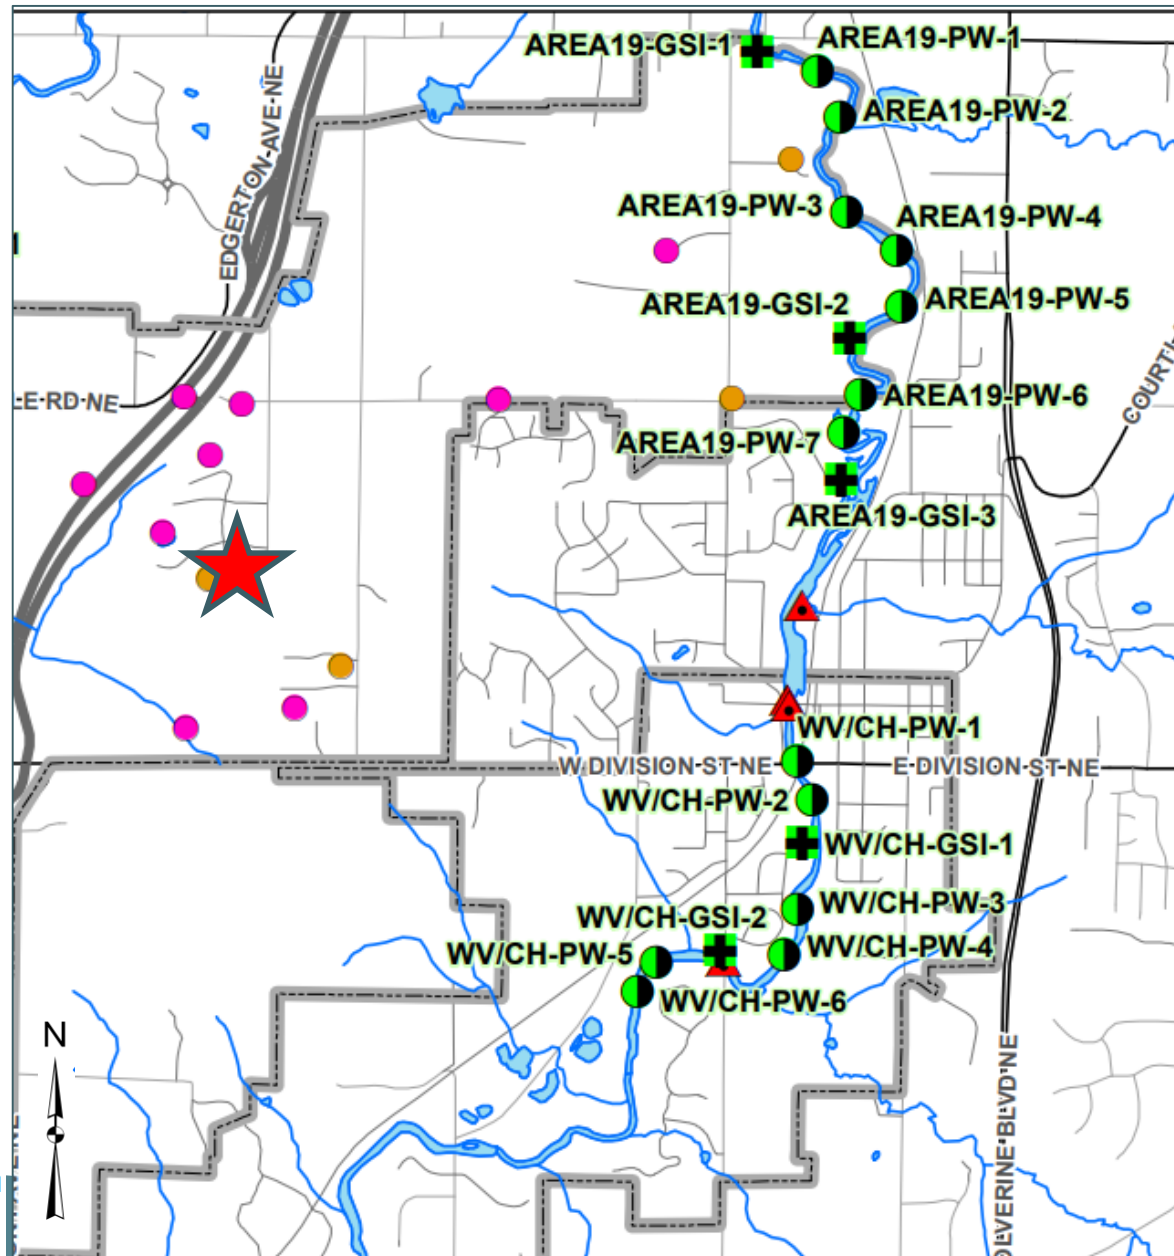 AREA19-GSI-1
AREA19-PW-1
AREA19-PW-2
EDGERTON-AVE-NE
AREA19-PW-3
AREA19-PW-4
AREA19-GSI-2
AREA19-PW-5
LE-RD-NE
AREA19-PW-6
AREA19-PW-7
AREA19-GSI-3
WV/CH-PW-1
W DIVISION ST NE
E DIVISION ST NE
WV/CH-PW-2
WV/CH-GSI-1
WV/CH-PW-3
WV/CH-GSI-2
WV/CH-PW-4
WV/CH-PW-5
WV/CH-PW-6
N
OLVERINE BLVD NE